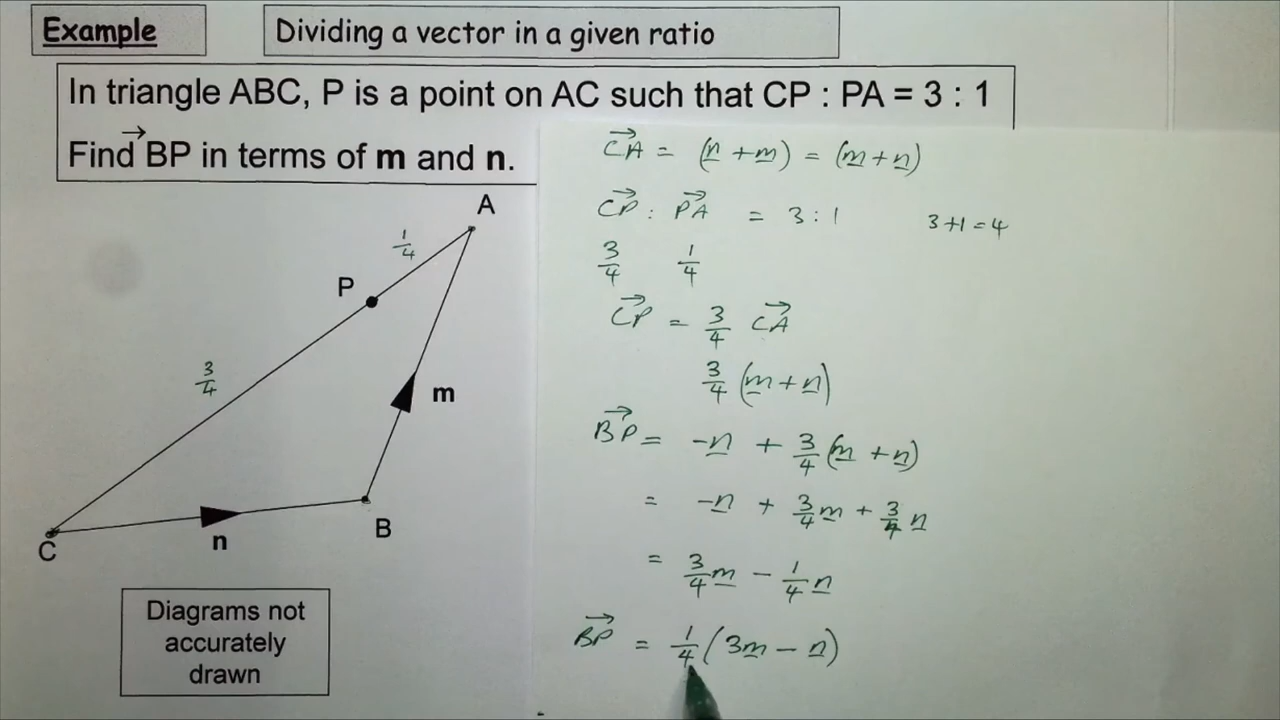 Example
Dividing a vector in a given ratio
In triangle ABC, P is a point on AC such that CP : PA = 3 : 1
Find BP⃗ in terms of m and n.
A
1/4
P
3/4
m
B
C
n
Diagrams not
accurately
drawn
CA⃗ = (n + m) = (m + n)
CP⃗ : PA⃗ = 3 : 1
3 + 1 = 4
3/4 1/4
CP⃗ = 3/4 CA⃗
3/4 (m + n)
BP⃗ = -n + 3/4 (m + n)
= -n + 3/4 m + 3/4 n
= 3/4 m - 1/4 n
BP⃗ = 1/4 (3m - n)